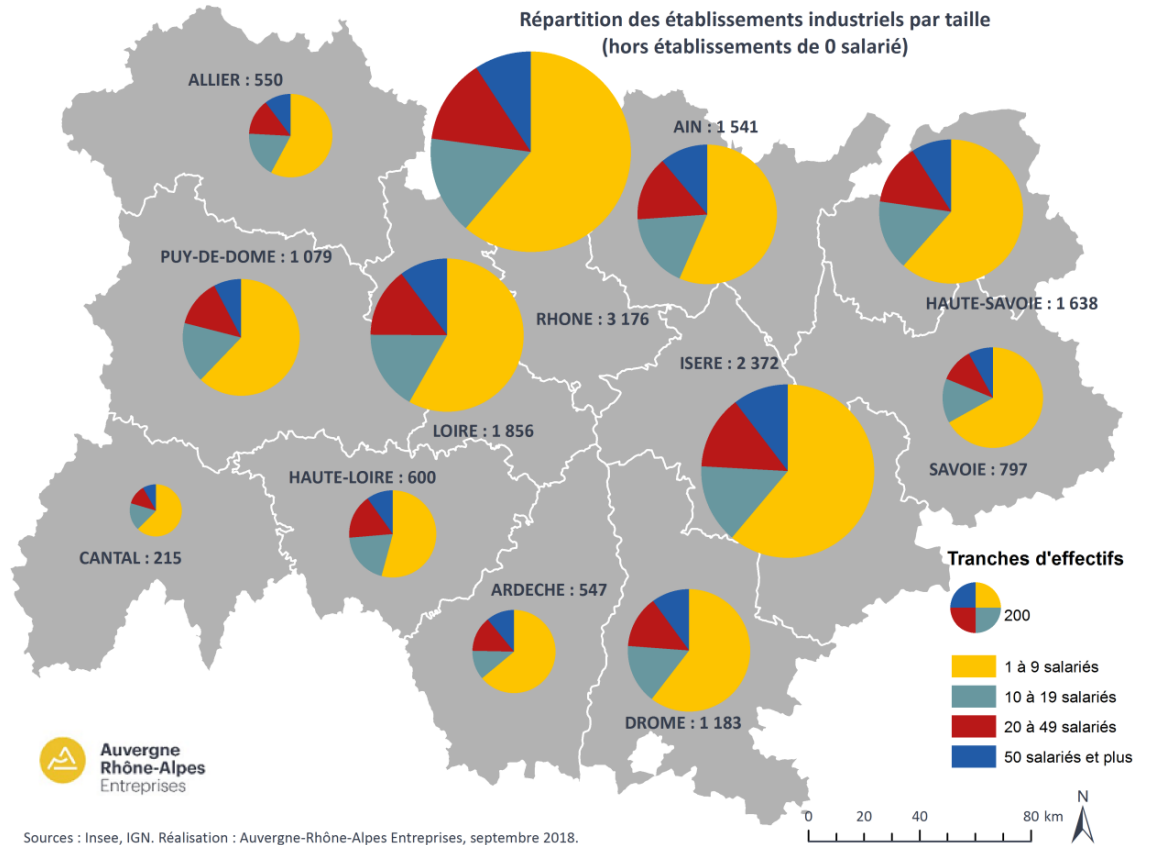 Répartition des établissements industriels par taille
(hors établissements de 0 salarié)
ALLIER : 550
AIN : 1 541
PUY-DE-DOME : 1 079
HAUTE-SAVOIE : 1 638
RHONE : 3 176
ISERE : 2 372
LOIRE : 1 856
SAVOIE : 797
HAUTE-LOIRE : 600
CANTAL : 215
ARDECHE : 547
DROME : 1 183
Tranches d'effectifs
200
1 à 9 salariés
10 à 19 salariés
20 à 49 salariés
50 salariés et plus
Auvergne
Rhône-Alpes
Entreprises
N
0 20 40 80 km
Sources : Insee, IGN. Réalisation : Auvergne-Rhône-Alpes Entreprises, septembre 2018.